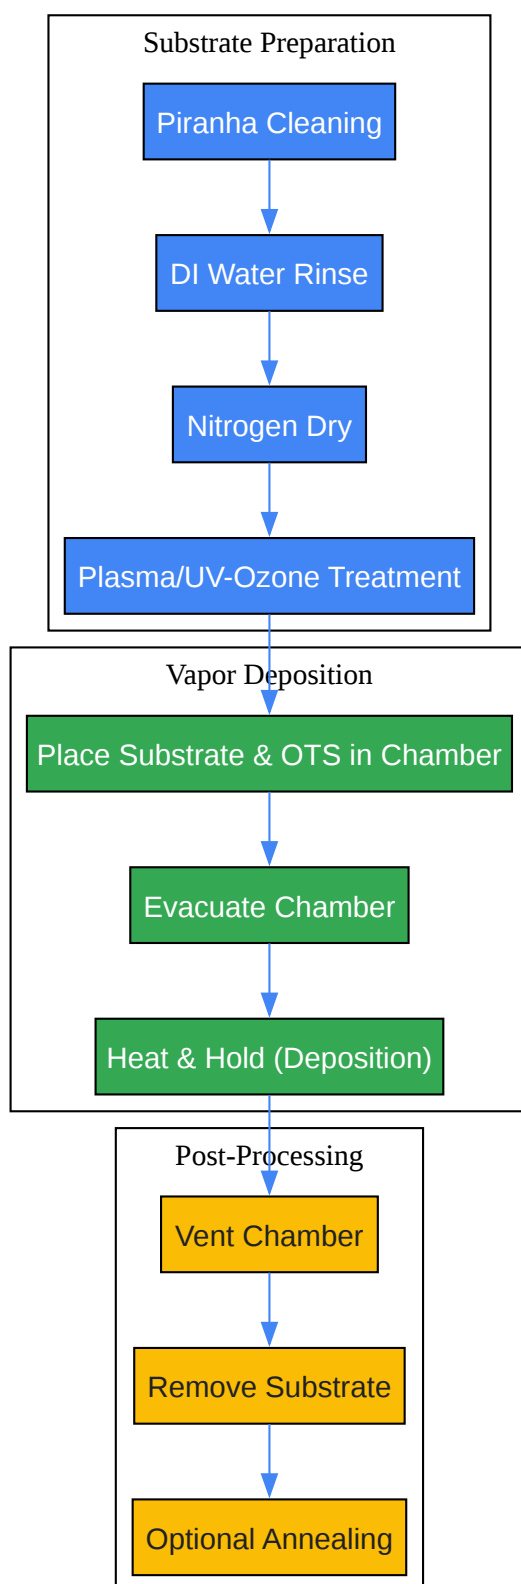 Substrate Preparation
Piranha Cleaning
DI Water Rinse
Nitrogen Dry
Plasma/UV-Ozone Treatment
Vapor Deposition
Place Substrate & OTS in Chamber
Evacuate Chamber
Heat & Hold (Deposition)
Post-Processing
Vent Chamber
Remove Substrate
Optional Annealing